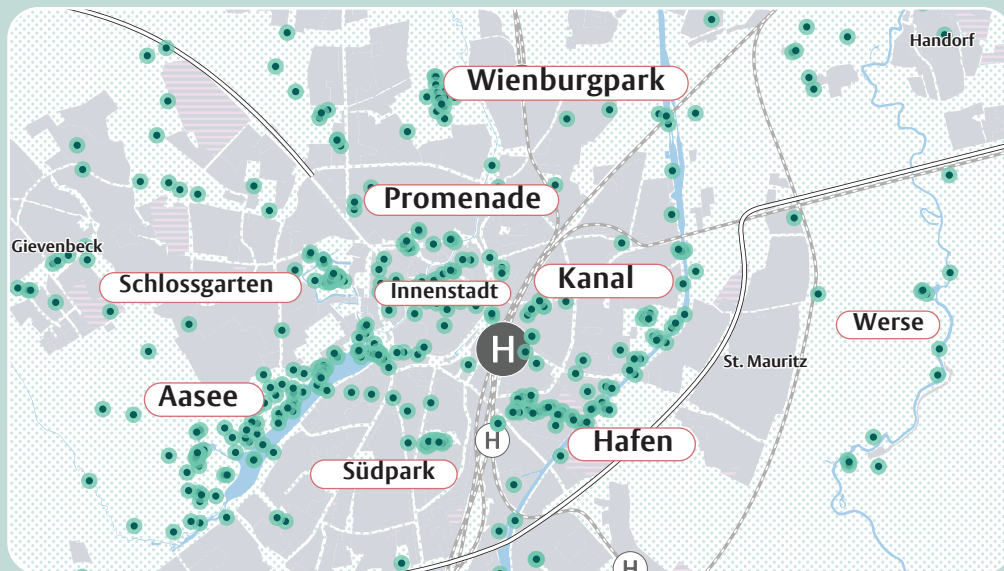 Handorf
Wienburgpark
Promenade
Gievenbeck
Schlossgarten
Innenstadt
Kanal
Werse
H
St. Mauritz
Aasee
Hafen
H
Südpark
H